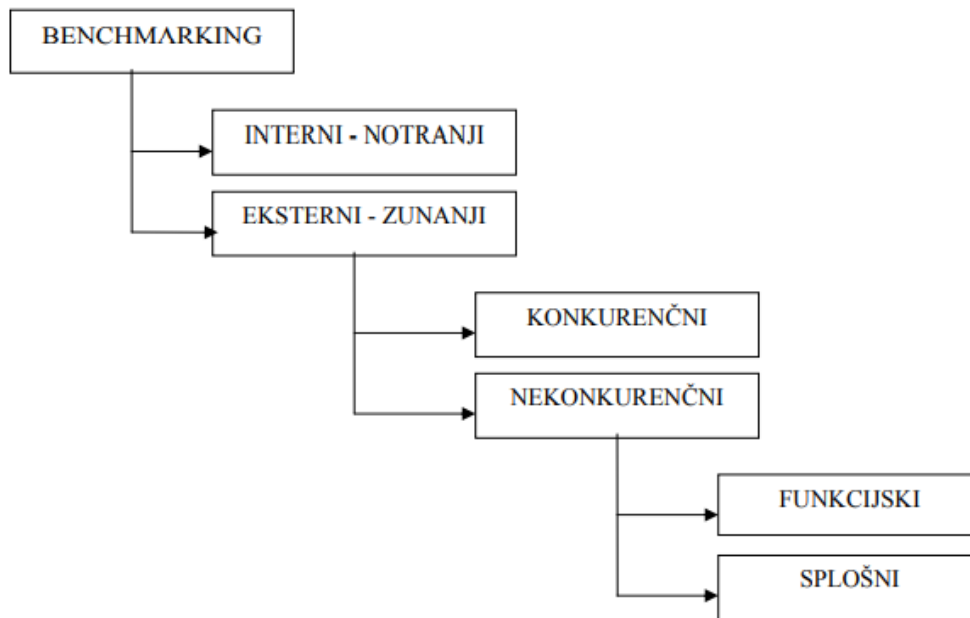 BENCHMARKING
INTERNI - NOTRANJI
EKSTERNI - ZUNANJI
KONKURENČNI
NEKONKURENČNI
FUNKCIJSKI
SPLOŠNI